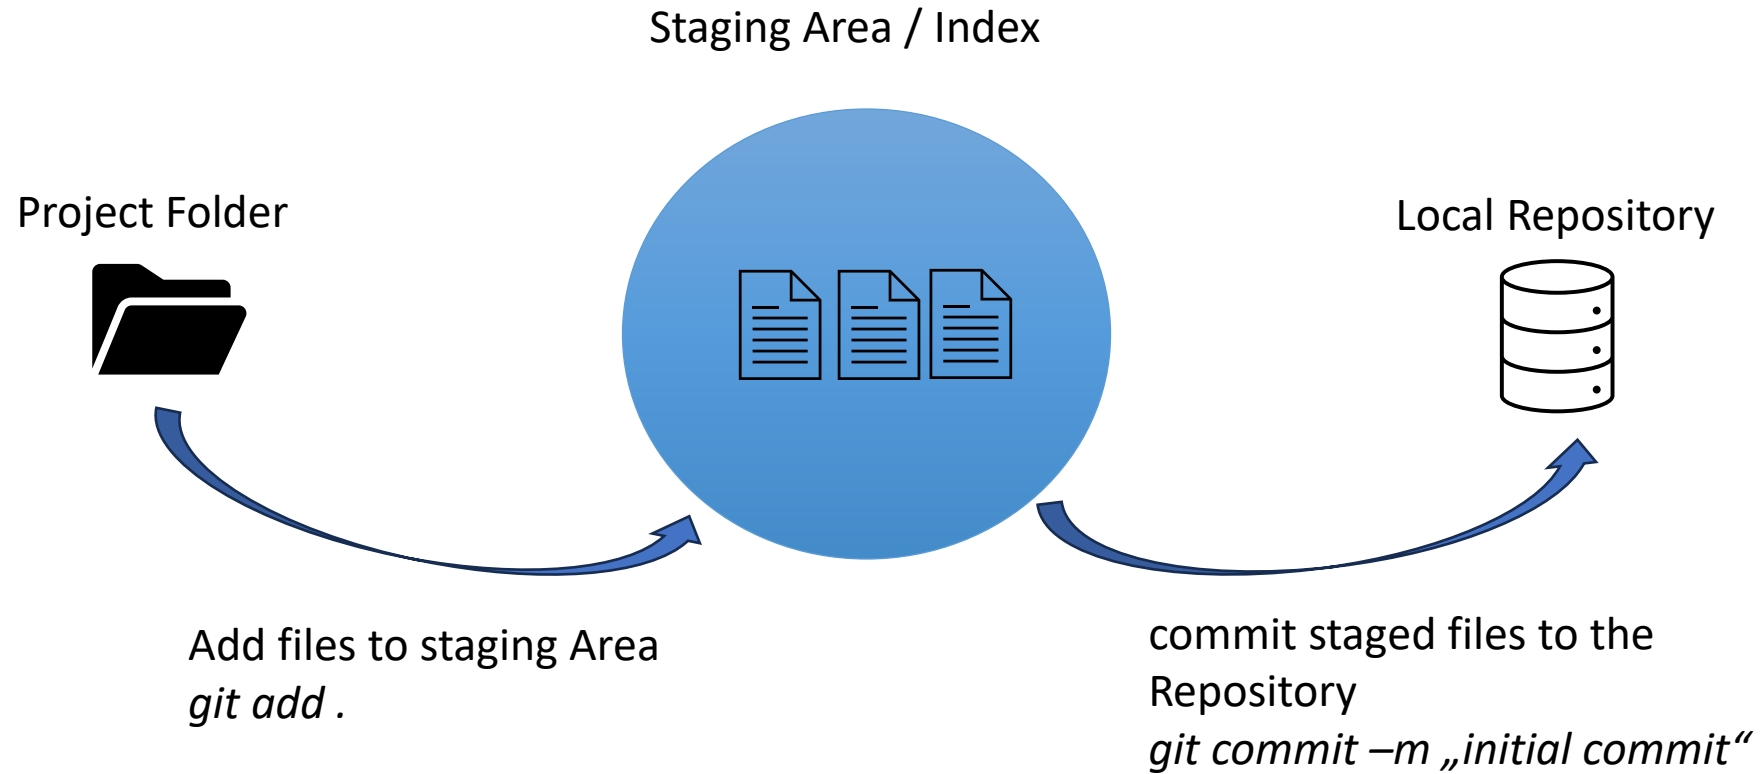 Staging Area / Index
Project Folder
Local Repository
Add files to staging Area
git add .
commit staged files to the
Repository
git commit –m „initial commit“